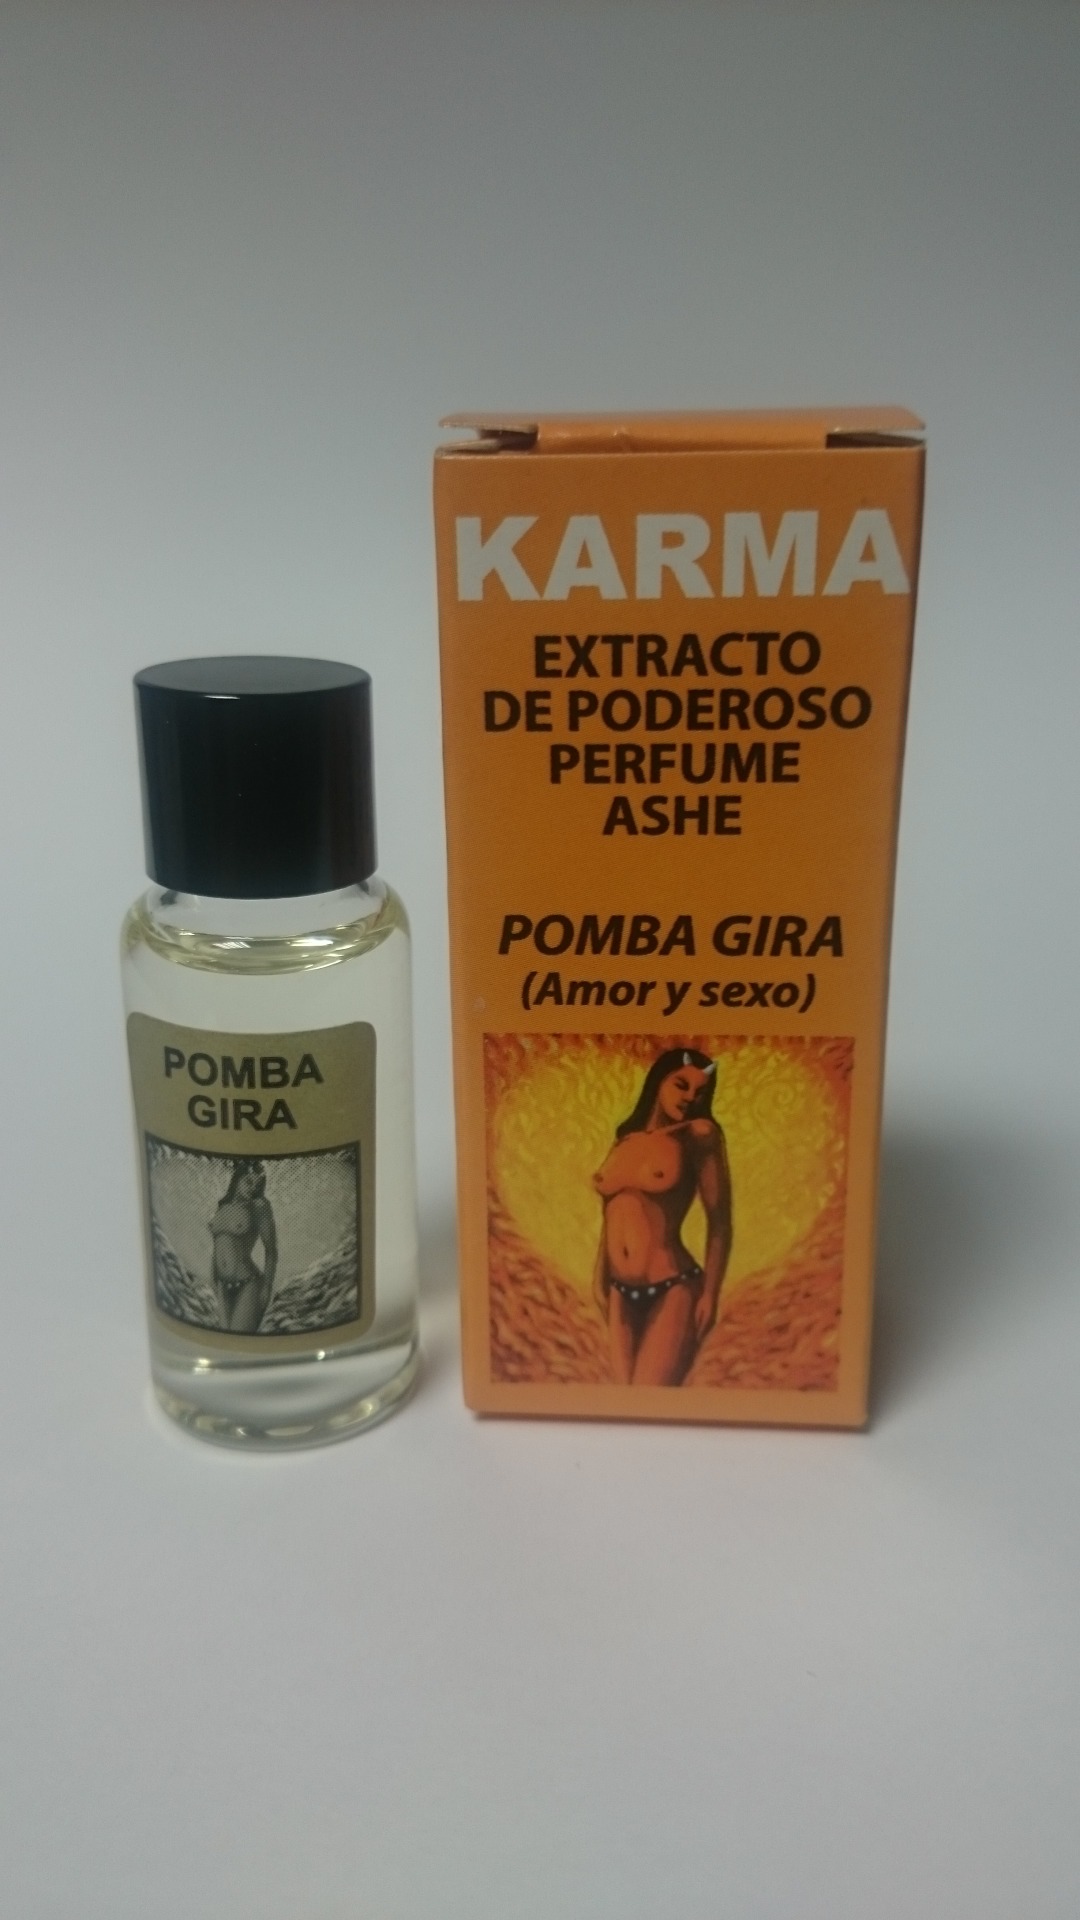 KARMA
EXTRACTO
DE PODEROSO
PERFUME
ASHE
POMBA GIRA
(Amor y sexo)
POMBA
GIRA